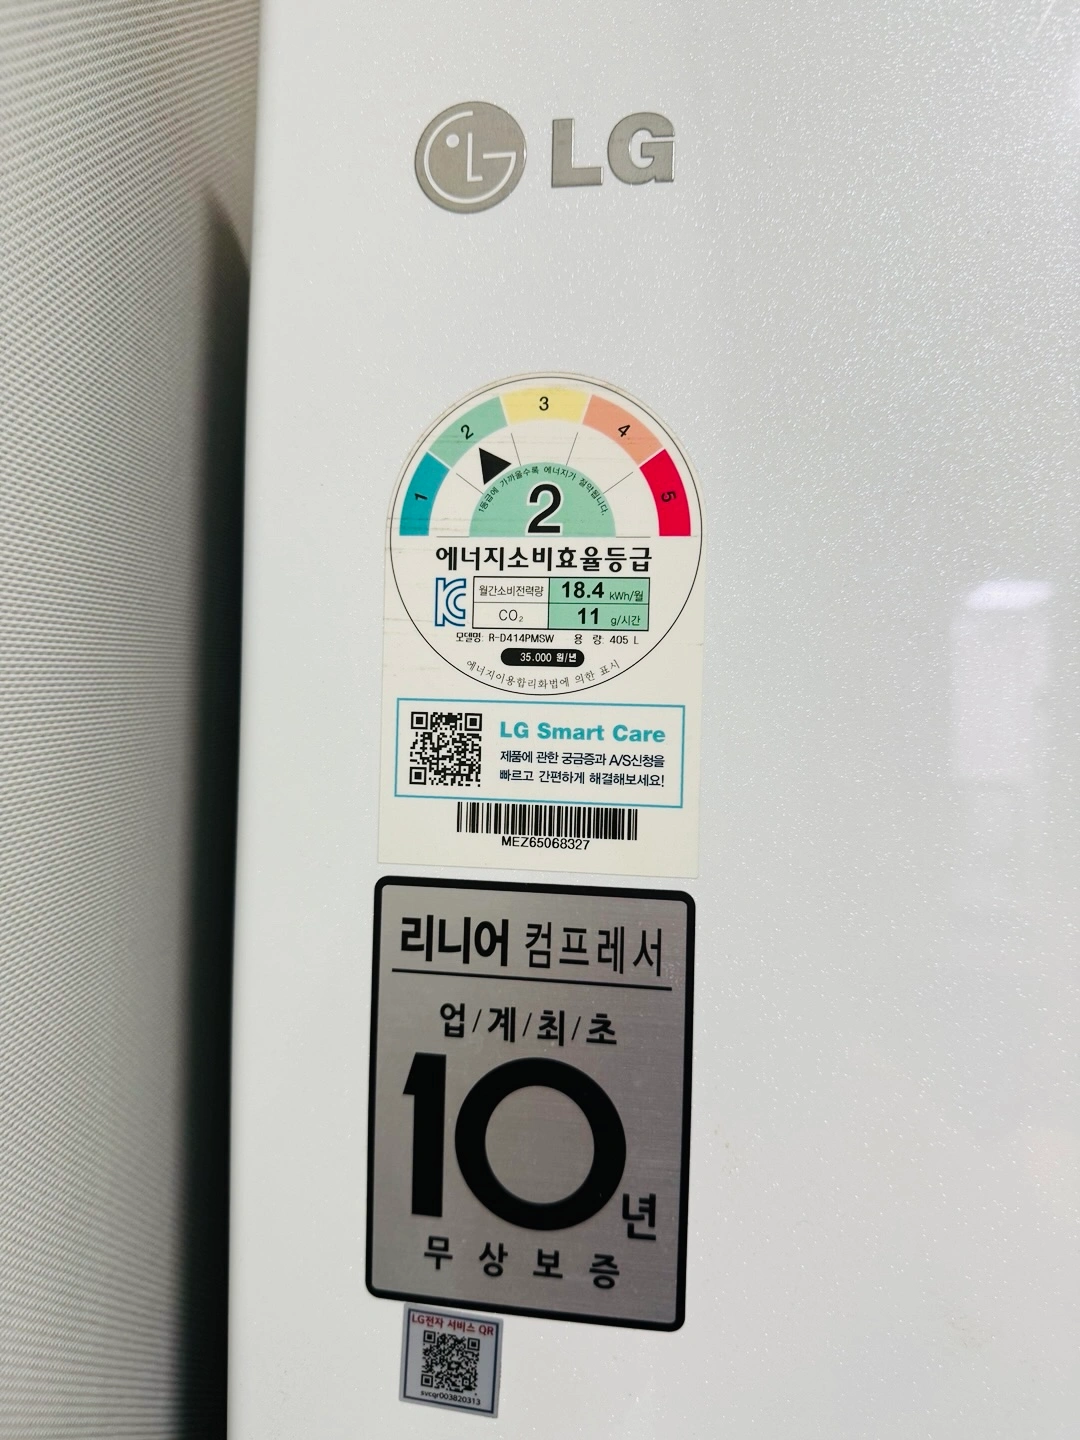 LG
1 2 3 4 5
1등급에 가까울수록 에너지가 절약됩니다.
2
에너지소비효율등급
월간소비전력량 18.4 kWh/월
CO₂ 11 g/시간
모델명: R-D414PMSW 용 량: 405 L
35.000 원/년
에너지이용합리화법에 의한 표시
LG Smart Care
제품에 관한 궁금증과 A/S신청을
빠르고 간편하게 해결해보세요!
MEZ65068327
리니어 컴프레서
업/계/최/초
10년
무상보증
LG전자 서비스 QR
svcqr003820313